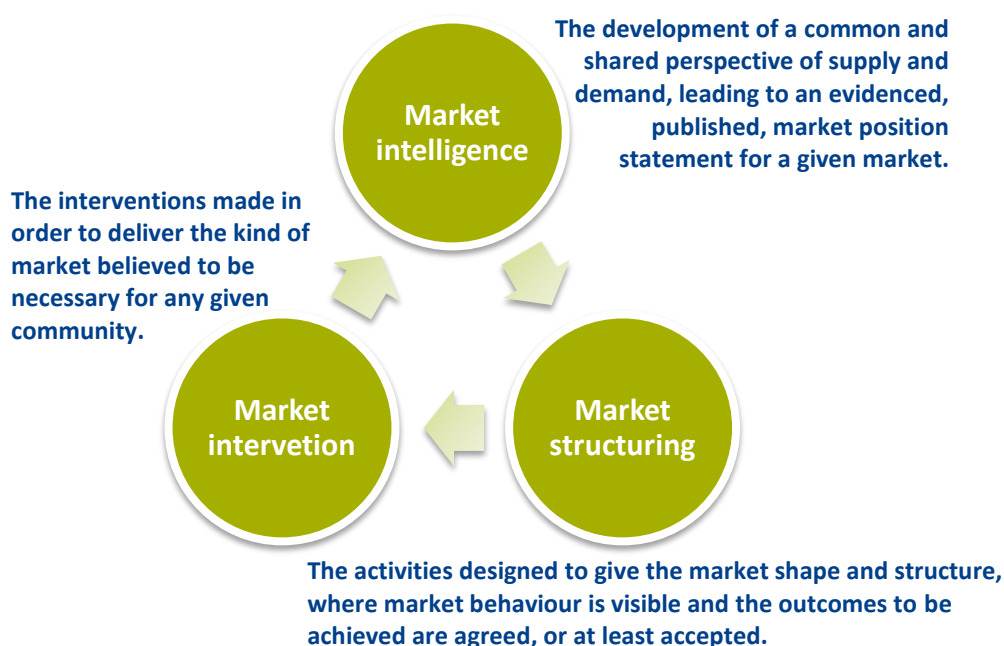 The development of a common and
shared perspective of supply and
demand, leading to an evidenced,
published, market position
statement for a given market.
Market
intelligence
The interventions made in
order to deliver the kind of
market believed to be
necessary for any given
community.
Market
intervetion
Market
structuring
The activities designed to give the market shape and structure,
where market behaviour is visible and the outcomes to be
achieved are agreed, or at least accepted.